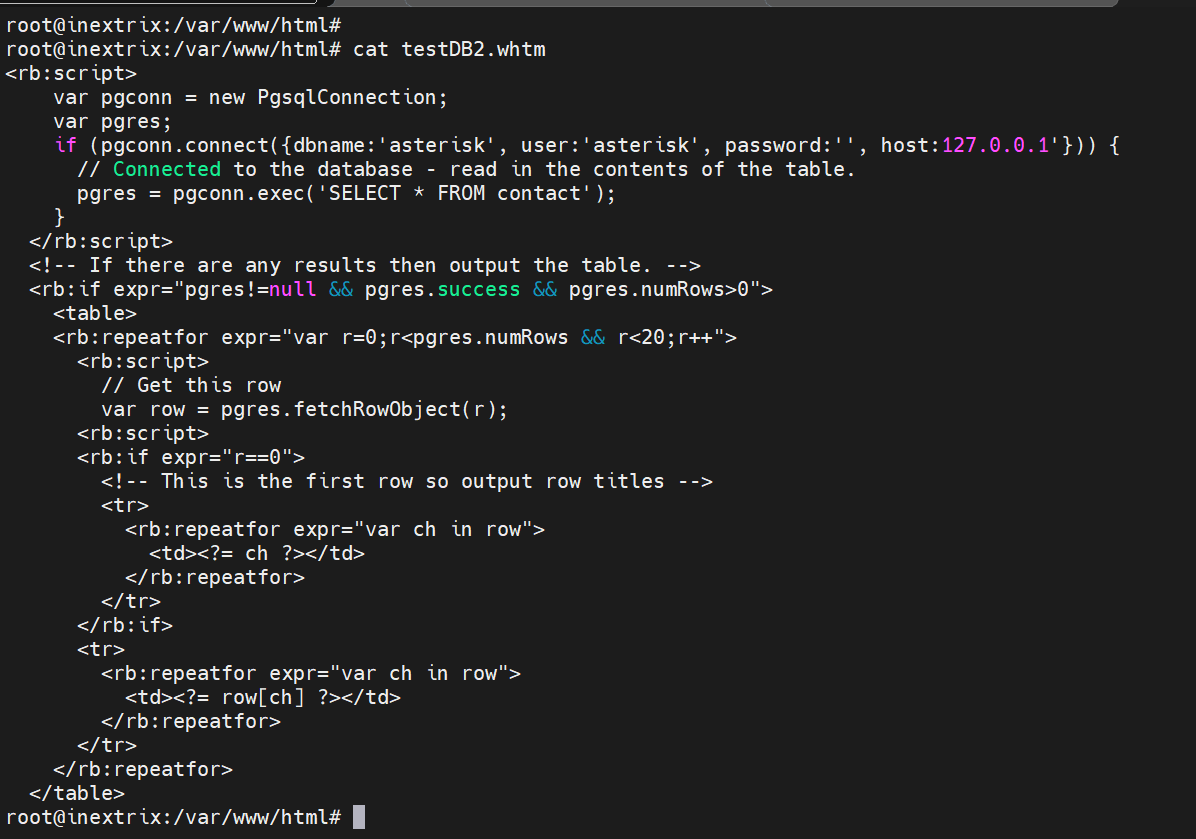 root@inextrix:/var/www/html#
root@inextrix:/var/www/html# cat testDB2.whtm
<rb:script>
    var pgconn = new PgsqlConnection;
    var pgres;
    if (pgconn.connect({dbname:'asterisk', user:'asterisk', password:'', host:127.0.0.1'})) {
      // Connected to the database - read in the contents of the table.
      pgres = pgconn.exec('SELECT * FROM contact');
    }
  </rb:script>
  <!-- If there are any results then output the table. -->
  <rb:if expr="pgres!=null && pgres.success && pgres.numRows>0">
    <table>
    <rb:repeatfor expr="var r=0;r<pgres.numRows && r<20;r++">
      <rb:script>
        // Get this row
        var row = pgres.fetchRowObject(r);
      <rb:script>
      <rb:if expr="r==0">
        <!-- This is the first row so output row titles -->
        <tr>
          <rb:repeatfor expr="var ch in row">
            <td><?= ch ?></td>
          </rb:repeatfor>
        </tr>
      </rb:if>
      <tr>
        <rb:repeatfor expr="var ch in row">
          <td><?= row[ch] ?></td>
        </rb:repeatfor>
      </tr>
    </rb:repeatfor>
  </table>
root@inextrix:/var/www/html#